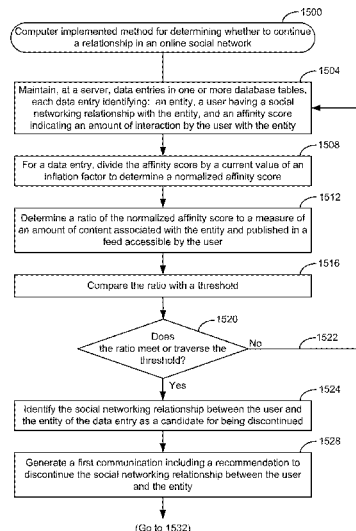 1500
Computer implemented method for determining whether to continue
a relationship in an online social network
1504
Maintain, at a server, data entries in one or more database tables,
each data entry identifying: an entity, a user having a social
networking relationship with the entity, and an affinity score
indicating an amount of interaction by the user with the entity
1508
For a data entry, divide the affinity score by a current value of an
inflation factor to determine a normalized affinity score
1512
Determine a ratio of the normalized affinity score to a measure of
an amount of content associated with the entity and published in a
feed accessible by the user
1516
Compare the ratio with a threshold
1520
Does
the ratio meet or traverse the
threshold?
No
1522
Yes
1524
Identify the social networking relationship between the user and
the entity of the data entry as a candidate for being discontinued
1528
Generate a first communication including a recommendation to
discontinue the social networking relationship between the user
and the entity
(Go to 1532)